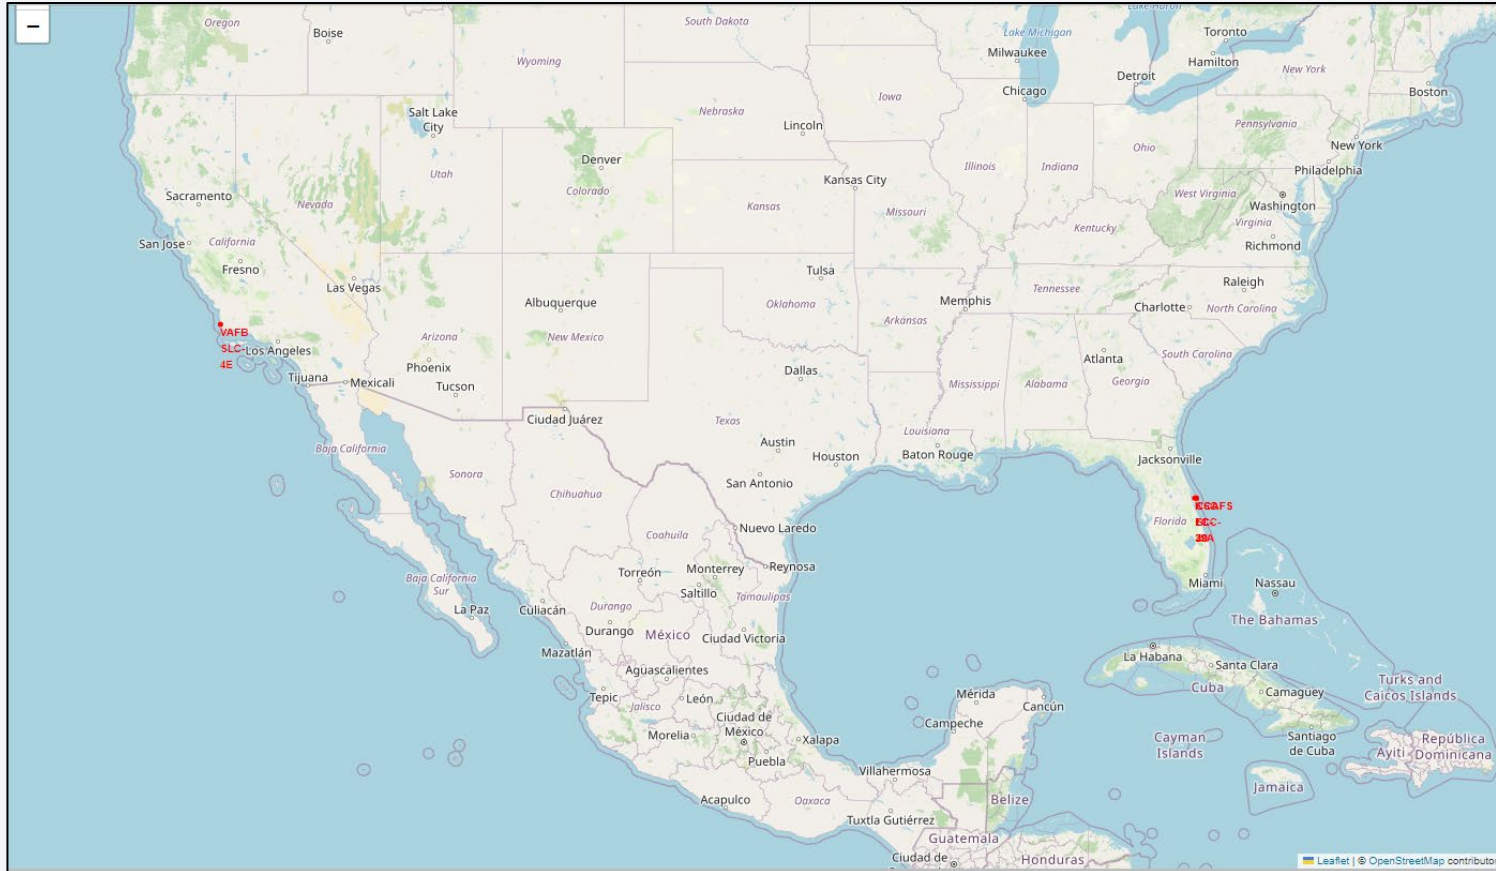 −
Oregon
Boise
South Dakota
Wyoming
Lake Michigan
Milwaukee
Toronto
Hamilton
Detroit
Chicago
New York
Boston
Salt Lake
City
Nebraska
Iowa
Lincoln
Pennsylvania
New York
Ohio
Denver
Utah
Colorado
Illinois
Indiana
Philadelphia
Kansas City
Sacramento
Nevada
Kansas
Missouri
West Virginia
Washington
Virginia
San Jose
California
Kentucky
Richmond
Fresno
Las Vegas
Tulsa
Raleigh
Tennessee
Albuquerque
Oklahoma
Memphis
Charlotte
North Carolina
Arkansas
VAFB
SLC-
4E
Los Angeles
Arizona
New Mexico
Atlanta
South Carolina
Phoenix
Dallas
Tijuana
Mexicali
Tucson
Mississippi
Alabama
Georgia
Ciudad Juárez
Texas
Louisiana
Baja California
Austin
Houston
Baton Rouge
Jacksonville
Sonora
San Antonio
Chihuahua
Florida
Nuevo Laredo
Coahuila
Reynosa
Torreón
Monterrey
Baja California
Sur
Saltillo
Tamaulipas
Miami
Nassau
La Paz
Culiacán
Durango
The Bahamas
Durango
México
Ciudad Victoria
Mazatlán
La Habana
Santa Clara
Aguascalientes
Cuba
Camaguey
Turks and
Caicos Islands
Tepic
León
Mérida
Cancún
Jalisco
Ciudad de
México
Campeche
Morelia
Xalapa
Cayman
Islands
Santiago
de Cuba
Ayiti
República
Dominicana
Puebla
Villahermosa
Jamaica
Acapulco
Oaxaca
Belize
Tuxtla Gutiérrez
Guatemala
Ciudad de
Honduras
Leaflet | © OpenStreetMap contributor